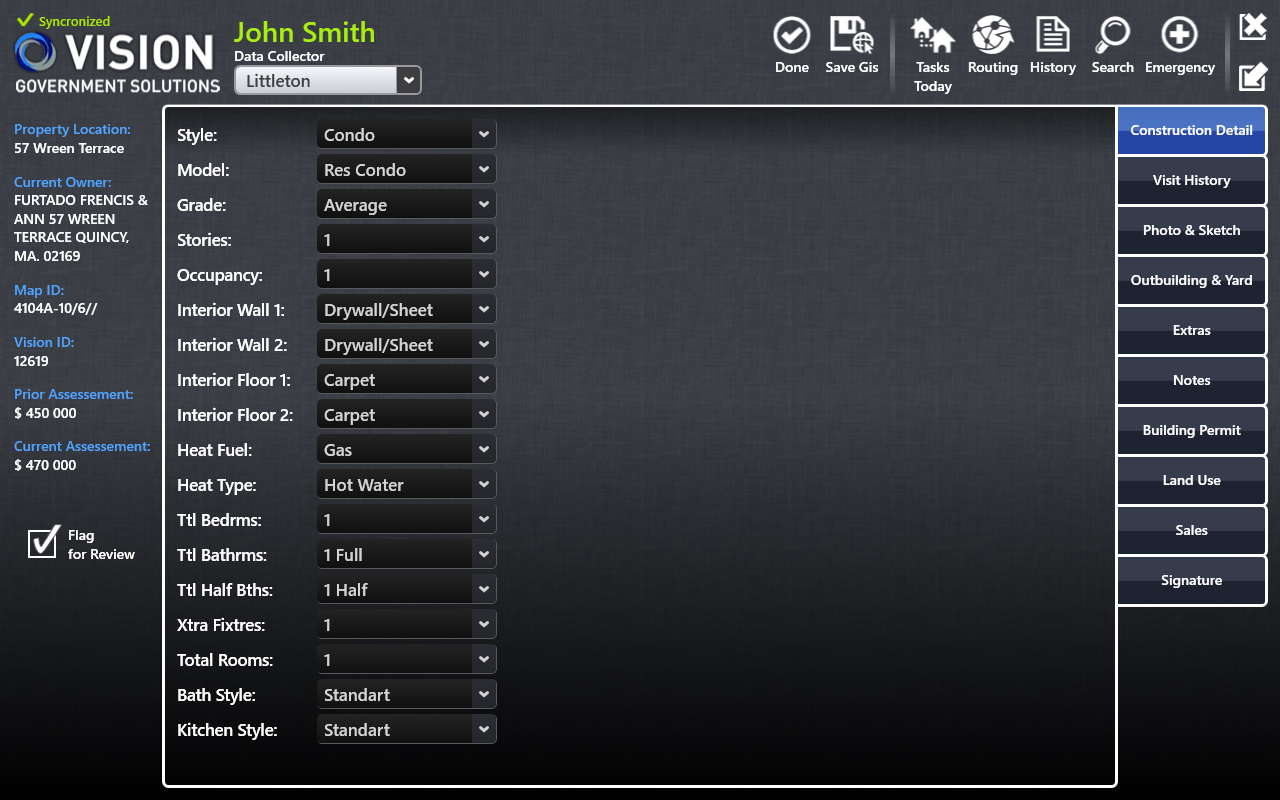 Syncronized
VISION
GOVERNMENT SOLUTIONS
John Smith
Data Collector
Littleton
Done
Save Gis
Tasks
Today
Routing
History
Search
Emergency
Property Location:
57 Wreen Terrace
Current Owner:
FURTADO FRENCIS &
ANN 57 WREEN
TERRACE QUINCY,
MA. 02169
Map ID:
4104A-10/6//
Vision ID:
12619
Prior Assessement:
$ 450 000
Current Assessement:
$ 470 000
Flag
for Review
Style: Condo
Model: Res Condo
Grade: Average
Stories: 1
Occupancy: 1
Interior Wall 1: Drywall/Sheet
Interior Wall 2: Drywall/Sheet
Interior Floor 1: Carpet
Interior Floor 2: Carpet
Heat Fuel: Gas
Heat Type: Hot Water
Ttl Bedrms: 1
Ttl Bathrms: 1 Full
Ttl Half Bths: 1 Half
Xtra Fixtres: 1
Total Rooms: 1
Bath Style: Standart
Kitchen Style: Standart
Construction Detail
Visit History
Photo & Sketch
Outbuilding & Yard
Extras
Notes
Building Permit
Land Use
Sales
Signature